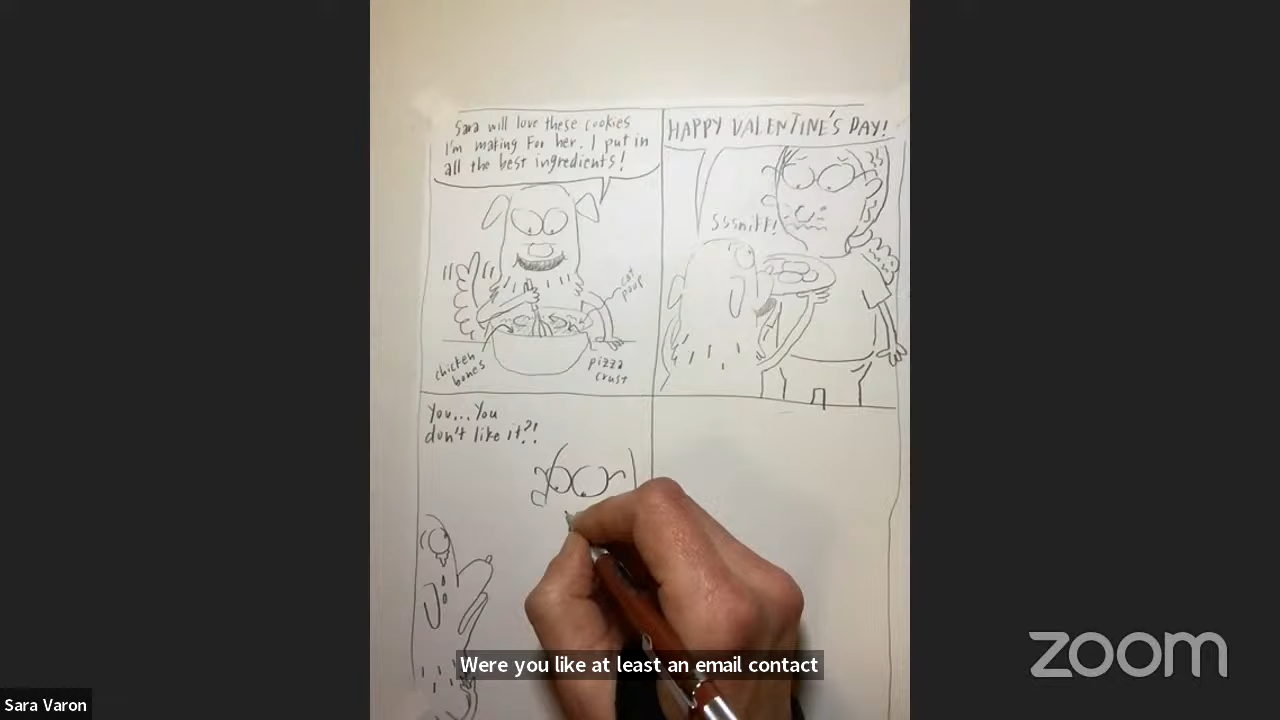 Sara will love these cookies
I'm making For her. I put in
all the best ingredients!
HAPPY VALENTINE'S DAY!
Sssniff!
cat
poop
chicken
bones
pizza
crust
You... You
don't like it?!
Were you like at least an email contact
zoom
Sara Varon